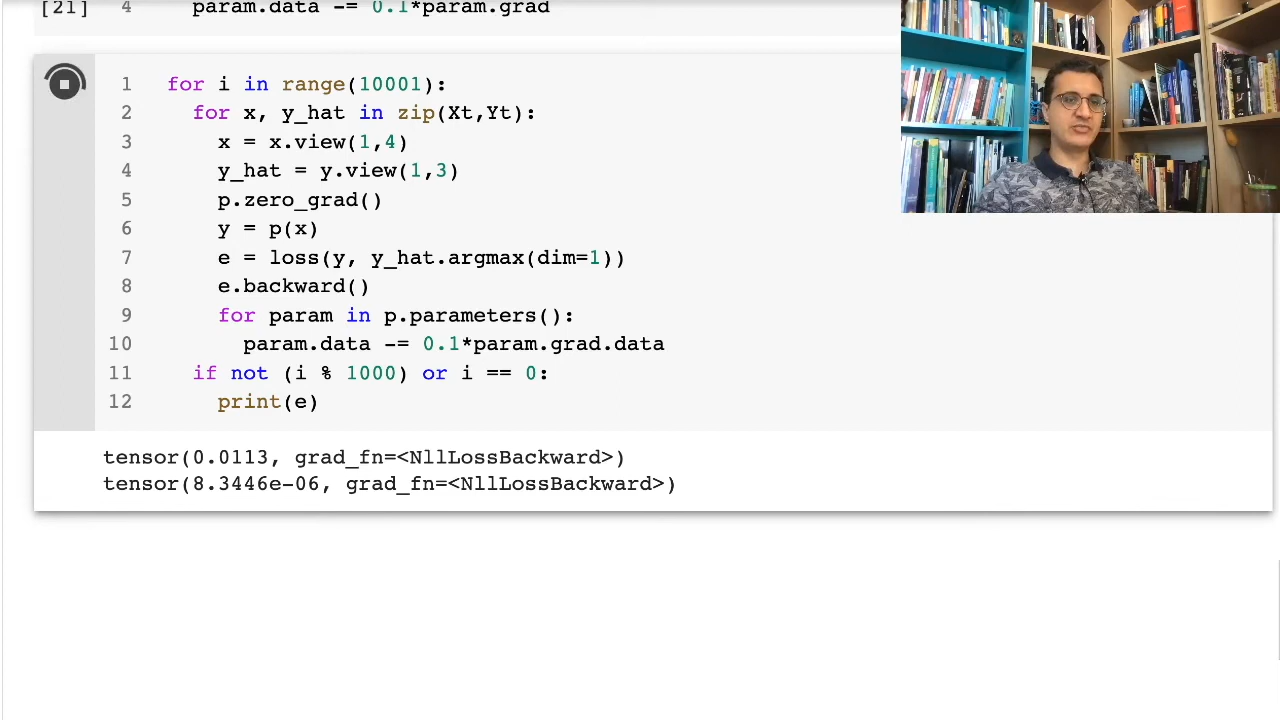 [21] 4 param.data -= 0.1*param.grad
1 for i in range(10001):
2 for x, y_hat in zip(Xt,Yt):
3 x = x.view(1,4)
4 y_hat = y.view(1,3)
5 p.zero_grad()
6 y = p(x)
7 e = loss(y, y_hat.argmax(dim=1))
8 e.backward()
9 for param in p.parameters():
10 param.data -= 0.1*param.grad.data
11 if not (i % 1000) or i == 0:
12 print(e)
tensor(0.0113, grad_fn=<NllLossBackward>)
tensor(8.3446e-06, grad_fn=<NllLossBackward>)